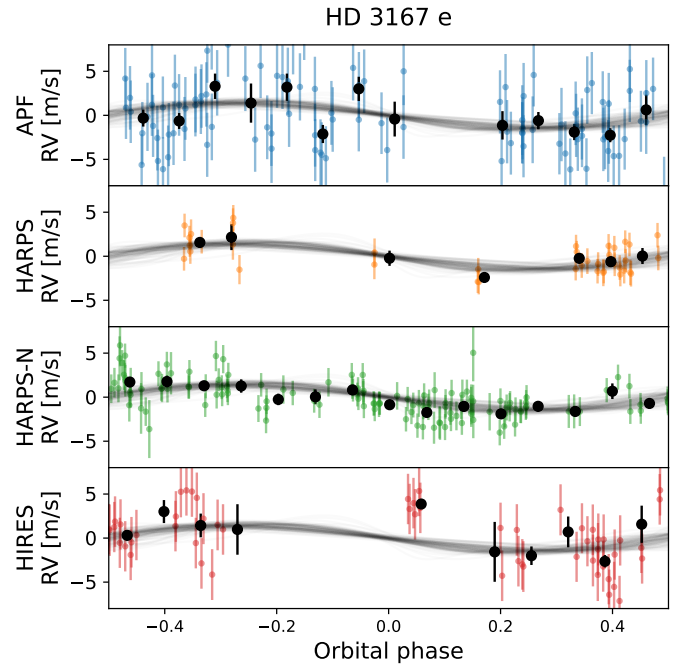 HD 3167 e
APF
RV [m/s]
5
0
−5
HARPS
RV [m/s]
5
0
−5
HARPS-N
RV [m/s]
5
0
−5
HIRES
RV [m/s]
5
0
−5
−0.4 −0.2 0.0 0.2 0.4
Orbital phase